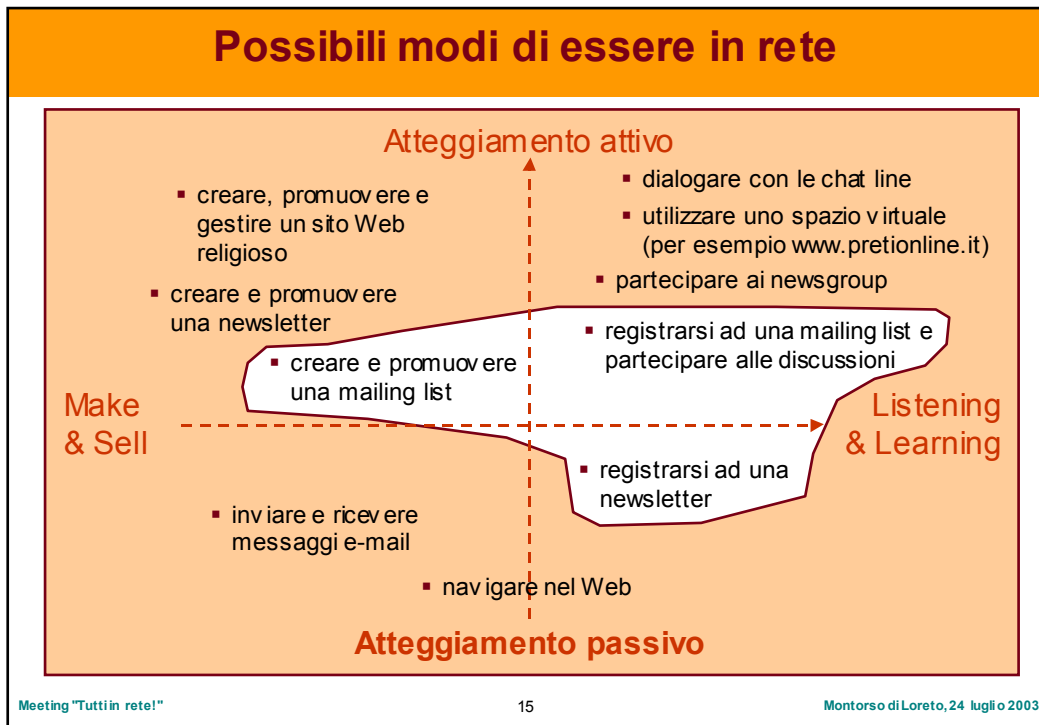 Possibili modi di essere in rete
Atteggiamento attivo
▪ creare, promuovere e
gestire un sito Web
religioso
▪ creare e promuovere
una newsletter
▪ dialogare con le chat line
▪ utilizzare uno spazio virtuale
(per esempio www.pretionline.it)
▪ partecipare ai newsgroup
▪ creare e promuovere
una mailing list
▪ registrarsi ad una mailing list e
partecipare alle discussioni
Make
& Sell
Listening
& Learning
▪ registrarsi ad una
newsletter
▪ inviare e ricevere
messaggi e-mail
▪ navigare nel Web
Atteggiamento passivo
Meeting "Tutti in rete!"
15
Montorso di Loreto, 24 luglio 2003